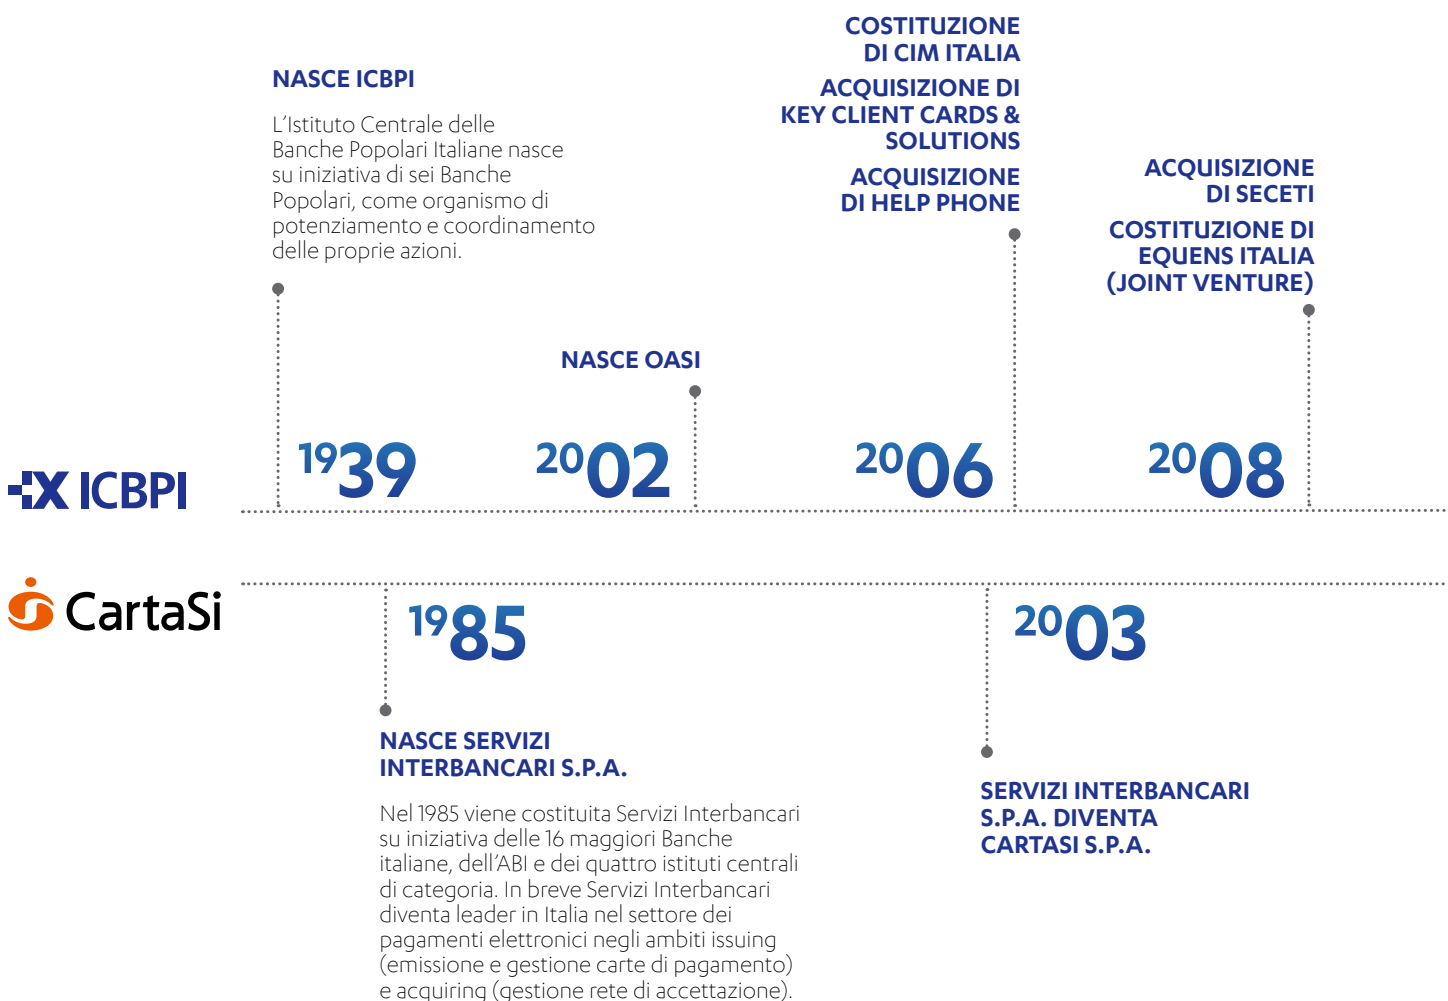 NASCE ICBPI
L'Istituto Centrale delle
Banche Popolari Italiane nasce
su iniziativa di sei Banche
Popolari, come organismo di
potenziamento e coordinamento
delle proprie azioni.
NASCE OASI
COSTITUZIONE
DI CIM ITALIA
ACQUISIZIONE DI
KEY CLIENT CARDS &
SOLUTIONS
ACQUISIZIONE
DI HELP PHONE
ACQUISIZIONE
DI SECETI
COSTITUZIONE DI
EQUENS ITALIA
(JOINT VENTURE)
ICBPI
1939
2002
2006
2008
CartaSi
1985
2003
NASCE SERVIZI
INTERBANCARI S.P.A.
Nel 1985 viene costituita Servizi Interbancari
su iniziativa delle 16 maggiori Banche
italiane, dell'ABI e dei quattro istituti centrali
di categoria. In breve Servizi Interbancari
diventa leader in Italia nel settore dei
pagamenti elettronici negli ambiti issuing
(emissione e gestione carte di pagamento)
e acquiring (gestione rete di accettazione).
SERVIZI INTERBANCARI
S.P.A. DIVENTA
CARTASI S.P.A.